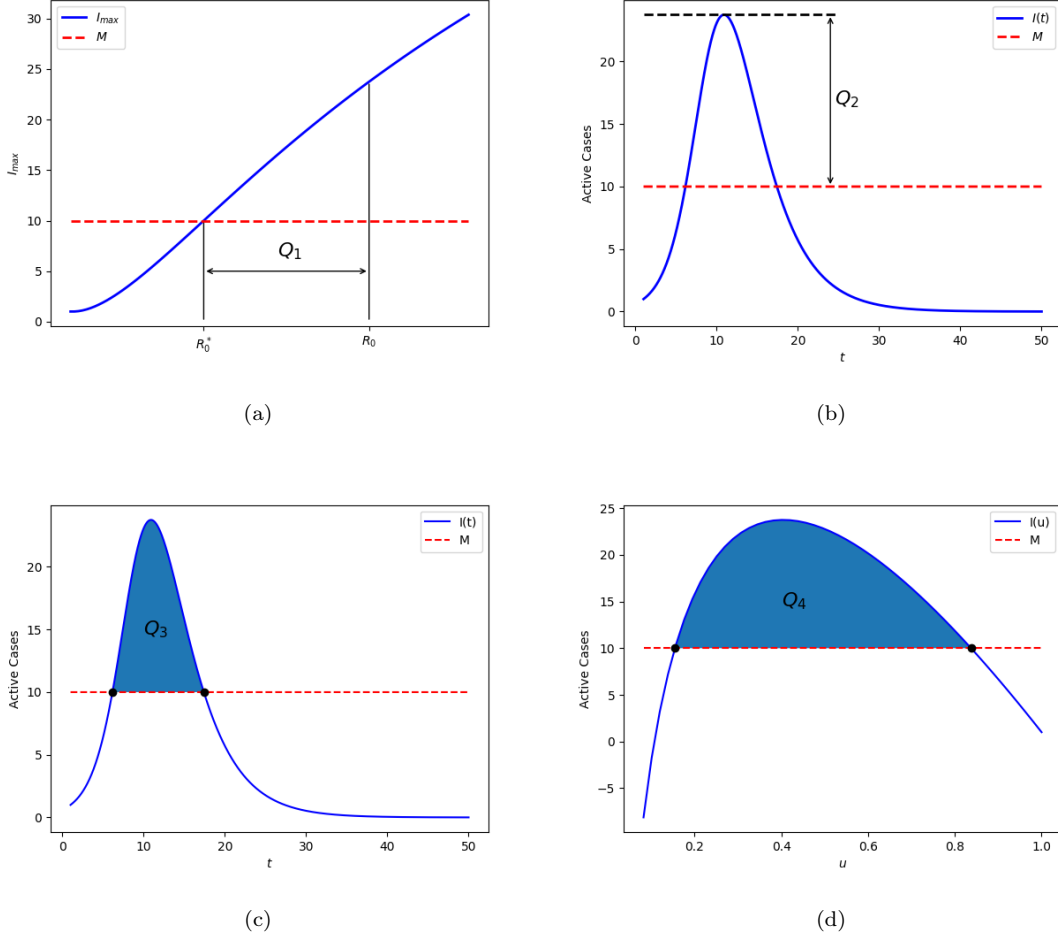 I_max
M
30
25
20
15
10
5
0
I_max
Q_1
R_0^*
R_0
(a)
I(t)
M
20
15
10
5
0
Active Cases
Q_2
0 10 20 30 40 50
t
(b)
I(t)
M
20
15
10
5
0
Active Cases
Q_3
0 10 20 30 40 50
t
(c)
I(u)
M
25
20
15
10
5
0
−5
Active Cases
Q_4
0.2 0.4 0.6 0.8 1.0
u
(d)